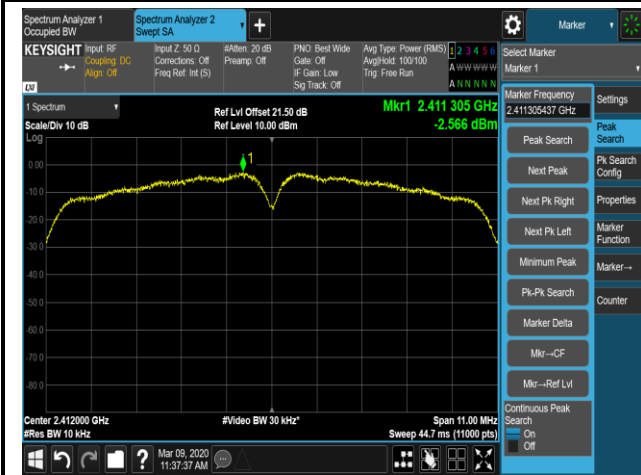 Spectrum Analyzer 1
Occupied BW
Spectrum Analyzer 2
Swept SA
Marker
KEYSIGHT
Input: RF
Coupling: DC
Align: Off
Input Z: 50 Ω
Corrections: Off
Freq Ref: Int (S)
#Atten: 20 dB
Preamp: Off
PNO: Best Wide
Gate: Off
IF Gain: Low
Sig Track: Off
Avg Type: Power (RMS)
Avg|Hold: 100/100
Trig: Free Run
1 2 3 4 5 6
A W W W W W
A N N N N N
LXI
Select Marker
Marker 1
1 Spectrum
Scale/Div 10 dB
Log
Ref Lvl Offset 21.50 dB
Ref Level 10.00 dBm
Mkr1 2.411 305 GHz
-2.566 dBm
1
0.00
-10.0
-20.0
-30.0
-40.0
-50.0
-60.0
-70.0
-80.0
Center 2.412000 GHz
#Res BW 10 kHz
#Video BW 30 kHz*
Span 11.00 MHz
Sweep 44.7 ms (11000 pts)
Marker Frequency
2.411305437 GHz
Peak Search
Next Peak
Next Pk Right
Next Pk Left
Minimum Peak
Pk-Pk Search
Marker Delta
Mkr→CF
Mkr→Ref Lvl
Continuous Peak
Search
On
Off
Settings
Peak
Search
Pk Search
Config
Properties
Marker
Function
Marker→
Counter
?
Mar 09, 2020
11:37:37 AM